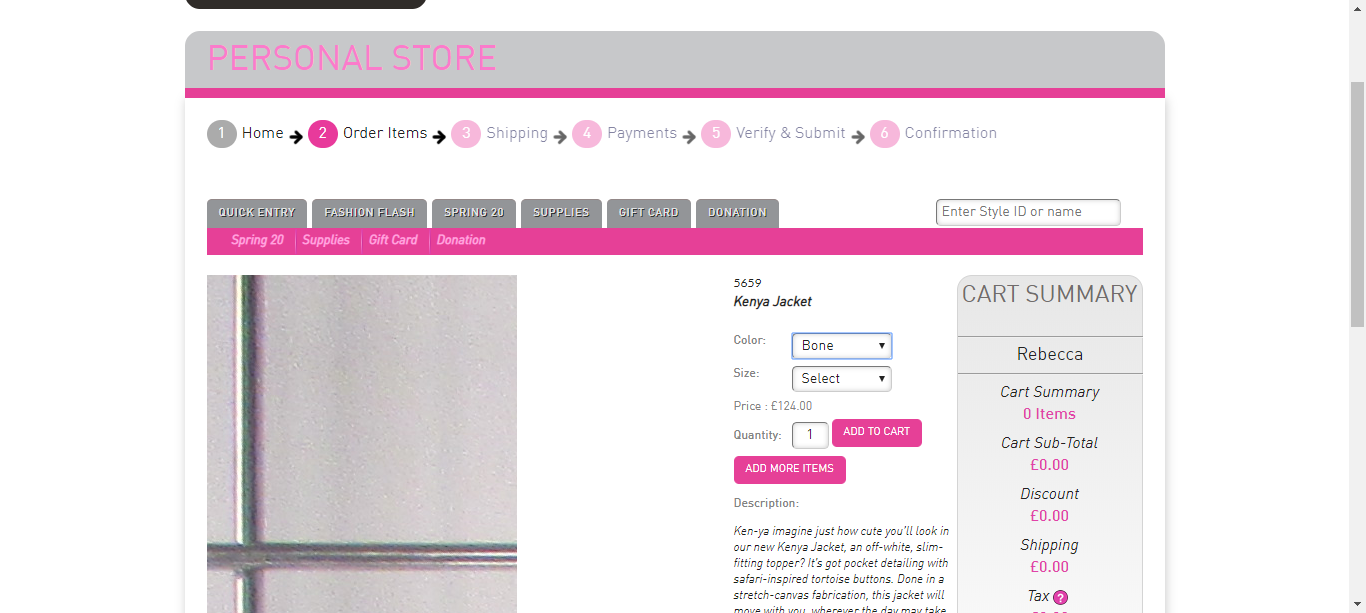 PERSONAL STORE
1 Home 2 Order Items 3 Shipping 4 Payments 5 Verify & Submit 6 Confirmation
QUICK ENTRY FASHION FLASH SPRING 20 SUPPLIES GIFT CARD DONATION Enter Style ID or name
Spring 20 Supplies Gift Card Donation
5659
Kenya Jacket
Color: Bone
Size: Select
Price : £124.00
Quantity: 1 ADD TO CART
ADD MORE ITEMS
Description:
Ken-ya imagine just how cute you'll look in
our new Kenya Jacket, an off-white, slim-
fitting topper? It's got pocket detailing with
safari-inspired tortoise buttons. Done in a
stretch-canvas fabrication, this jacket will
move with you, wherever the day may take
CART SUMMARY
Rebecca
Cart Summary
0 Items
Cart Sub-Total
£0.00
Discount
£0.00
Shipping
£0.00
Tax ?